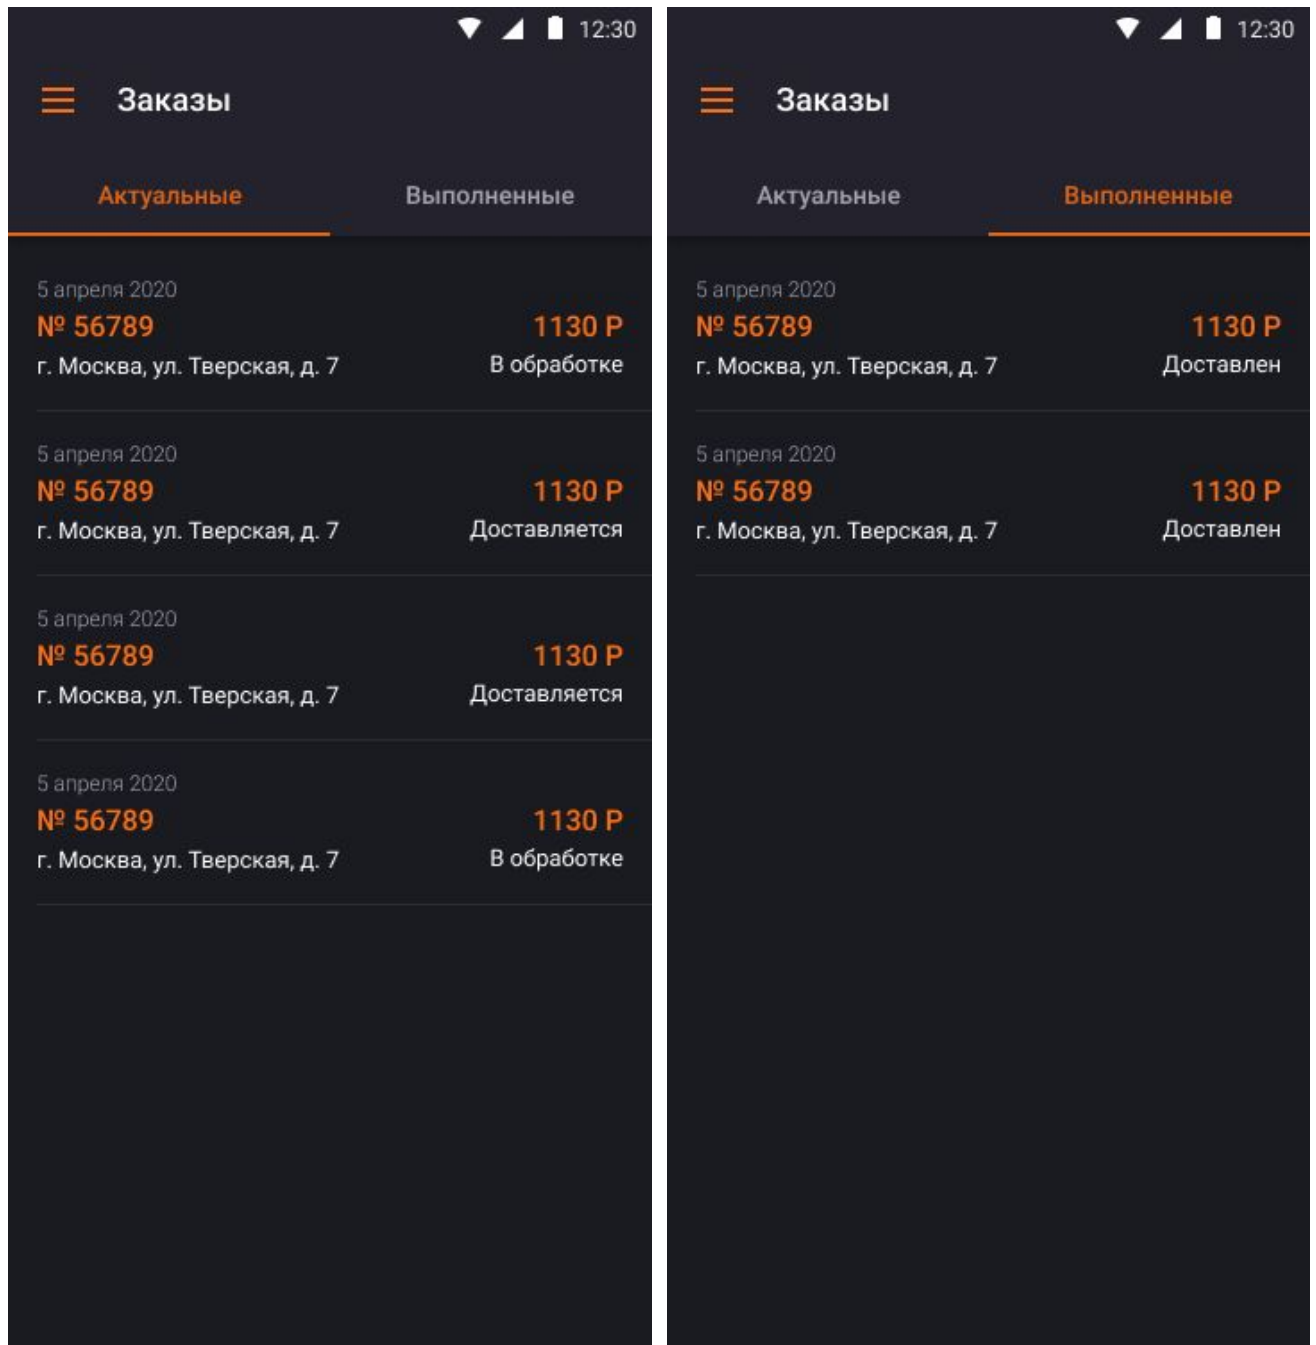 12:30
Заказы
Актуальные Выполненные
5 апреля 2020
№ 56789 1130 Р
г. Москва, ул. Тверская, д. 7 В обработке
5 апреля 2020
№ 56789 1130 Р
г. Москва, ул. Тверская, д. 7 Доставляется
5 апреля 2020
№ 56789 1130 Р
г. Москва, ул. Тверская, д. 7 Доставляется
5 апреля 2020
№ 56789 1130 Р
г. Москва, ул. Тверская, д. 7 В обработке
12:30
Заказы
Актуальные Выполненные
5 апреля 2020
№ 56789 1130 Р
г. Москва, ул. Тверская, д. 7 Доставлен
5 апреля 2020
№ 56789 1130 Р
г. Москва, ул. Тверская, д. 7 Доставлен